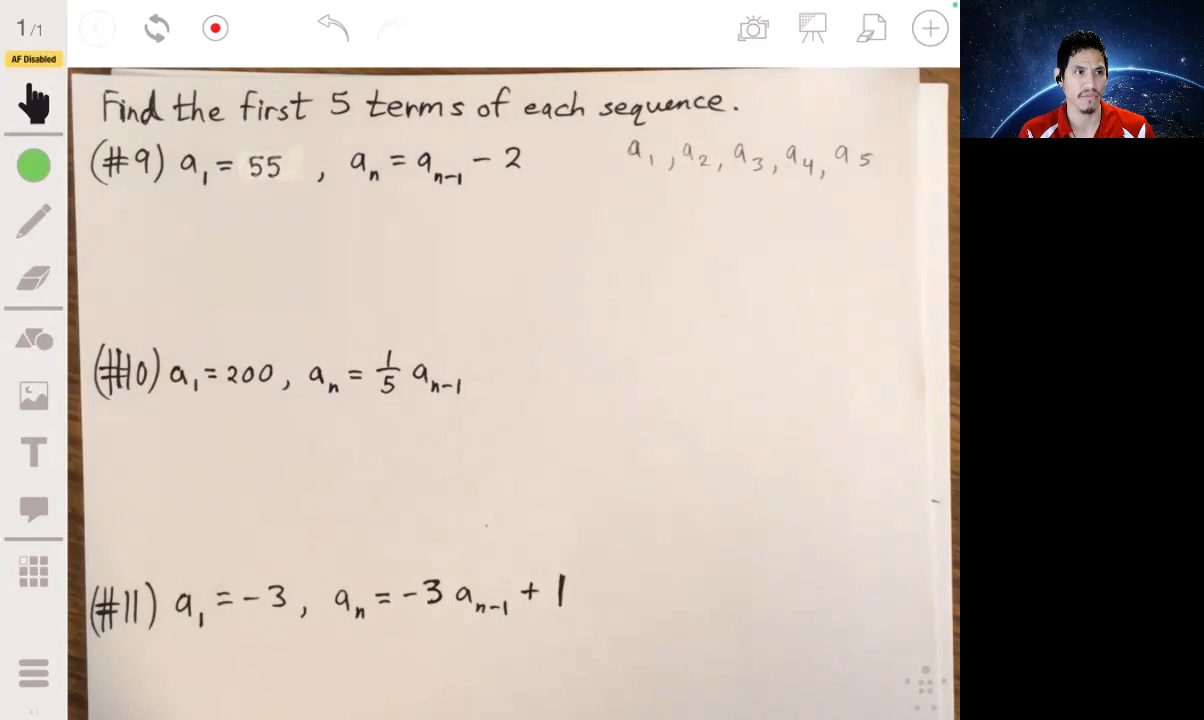 1/1
AF Disabled
Find the first 5 terms of each sequence.
(#9) a₁ = 55 , aₙ = aₙ₋₁ - 2
a₁, a₂, a₃, a₄, a₅
(#10) a₁ = 200, aₙ = 1/5 aₙ₋₁
(#11) a₁ = -3, aₙ = -3 aₙ₋₁ + 1
T